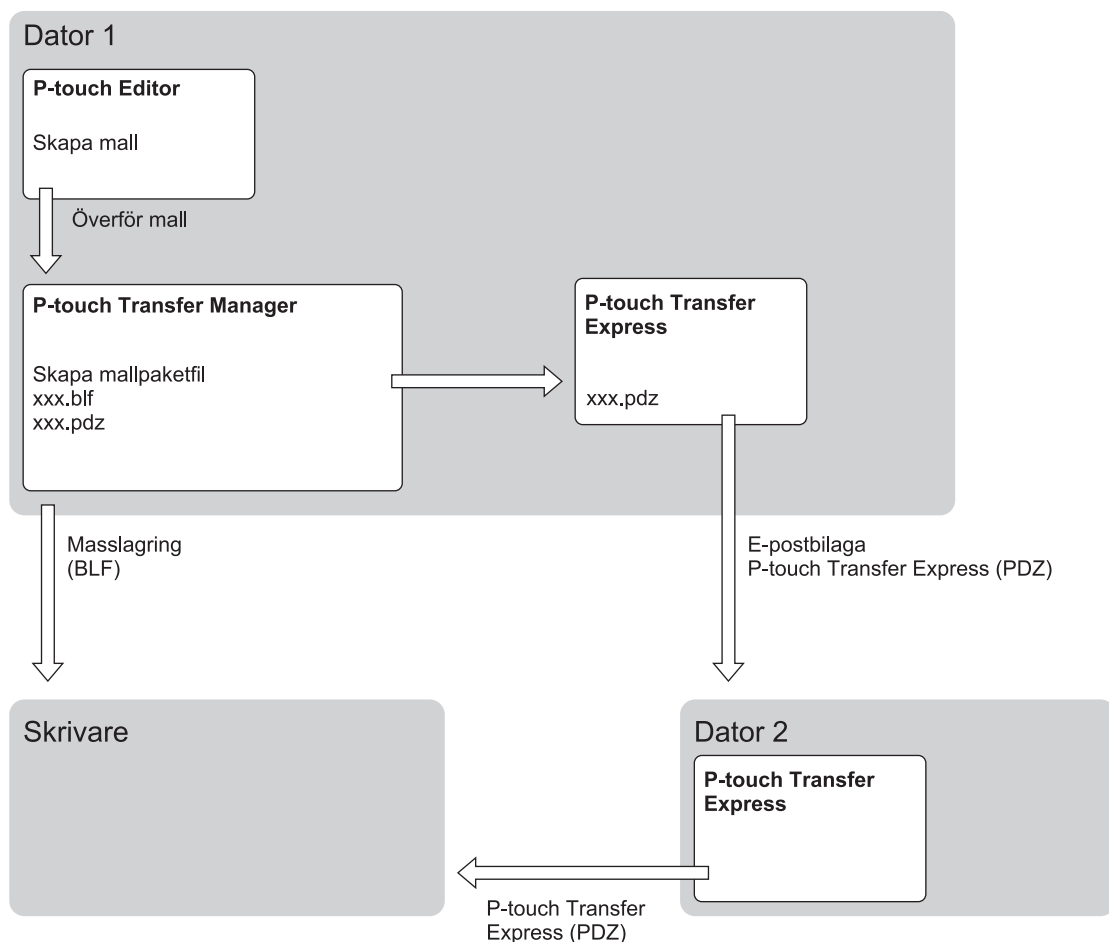 Dator 1
P-touch Editor
Skapa mall
Överför mall
P-touch Transfer Manager
Skapa mallpaketfil
xxx.blf
xxx.pdz
P-touch Transfer
Express
xxx.pdz
Masslagring
(BLF)
E-postbilaga
P-touch Transfer Express (PDZ)
Skrivare
Dator 2
P-touch Transfer
Express
P-touch Transfer
Express (PDZ)